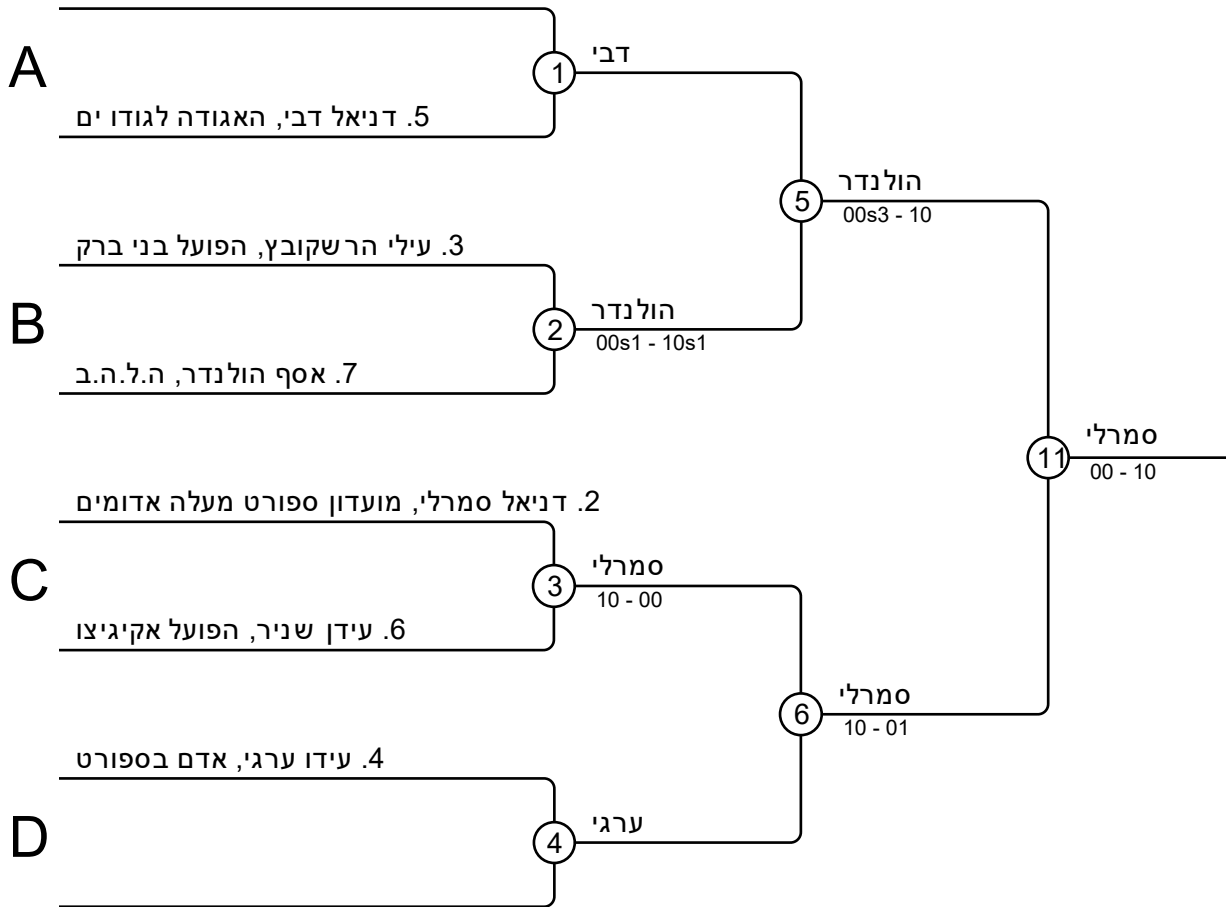 A
1
דבי
5. דניאל דבי, האגודה לגודו ים
5
הולנדר
00s3 - 10
3. עילי הרשקובץ, הפועל בני ברק
B
2
הולנדר
00s1 - 10s1
7. אסף הולנדר, ה.ל.ה.ב
11
סמרלי
00 - 10
2. דניאל סמרלי, מועדון ספורט מעלה אדומים
C
3
סמרלי
10 - 00
6. עידן שניר, הפועל אקיגיצו
6
סמרלי
10 - 01
4. עידו ערגי, אדם בספורט
D
4
ערגי